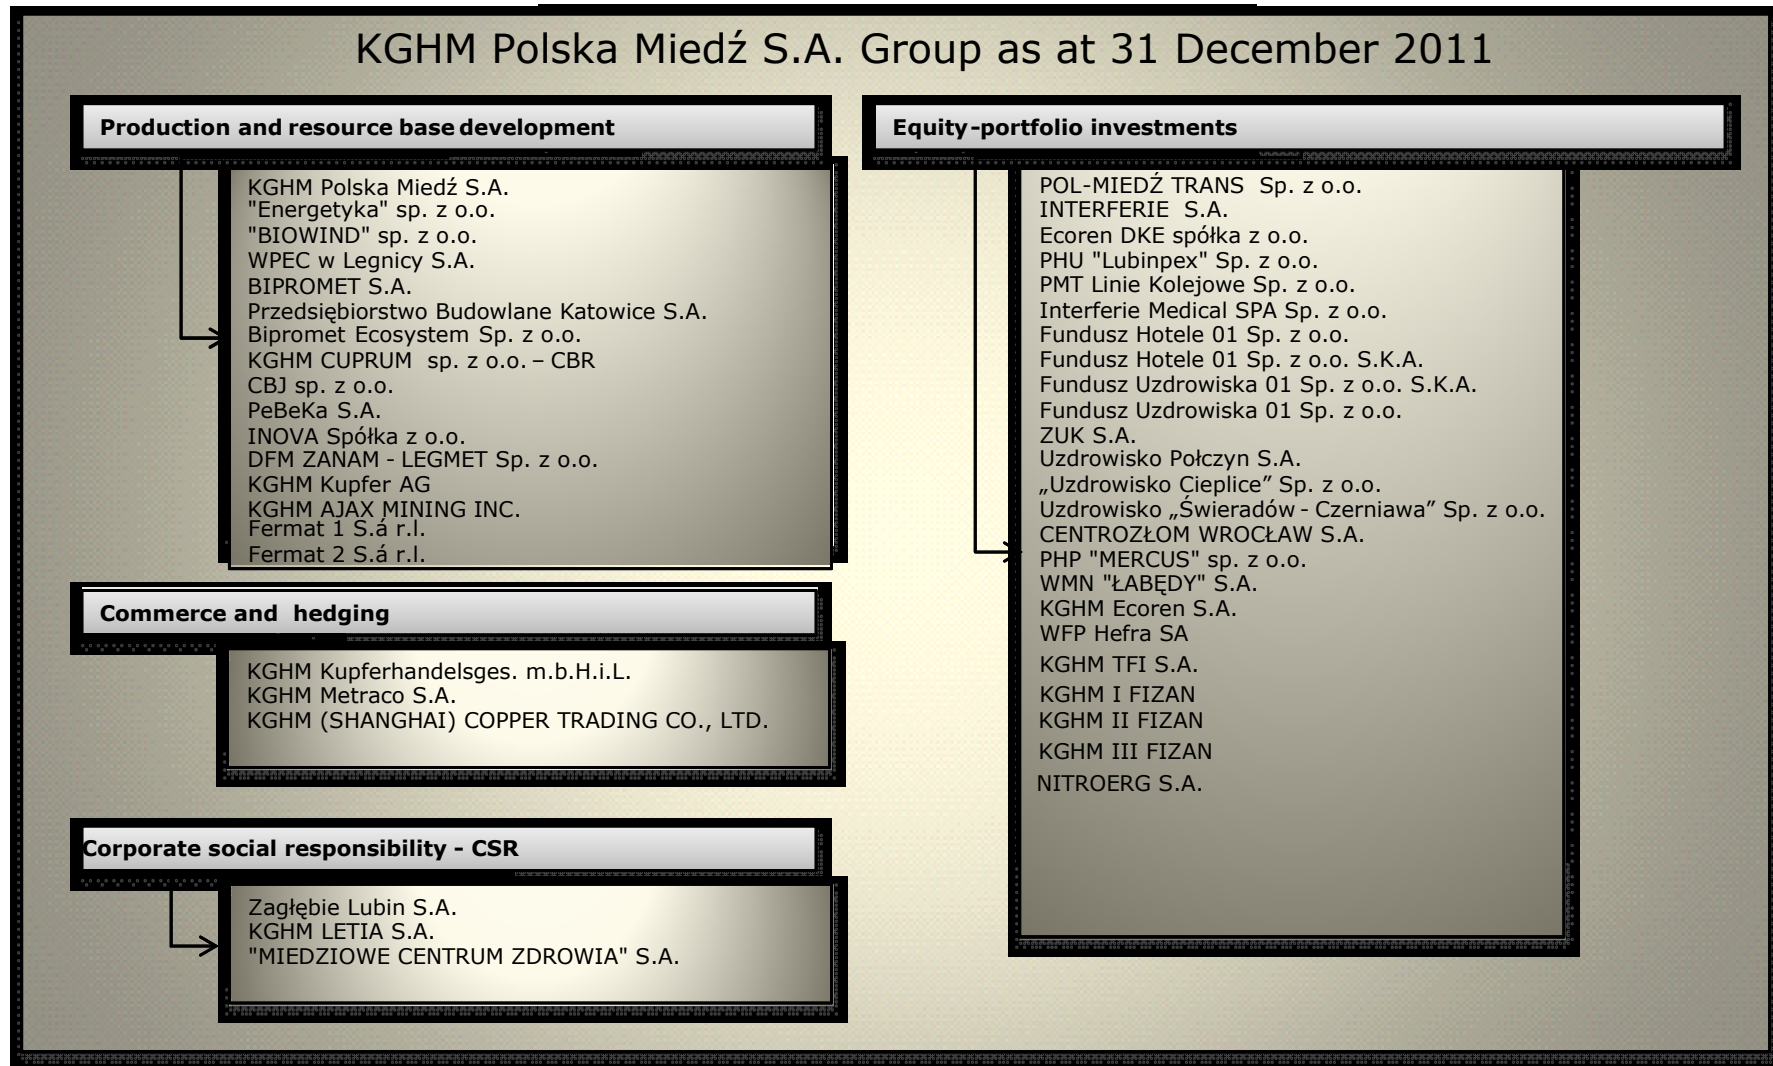 KGHM Polska Miedź S.A. Group as at 31 December 2011
Production and resource base development
KGHM Polska Miedź S.A.
"Energetyka" sp. z o.o.
"BIOWIND" sp. z o.o.
WPEC w Legnicy S.A.
BIPROMET S.A.
Przedsiębiorstwo Budowlane Katowice S.A.
Bipromet Ecosystem Sp. z o.o.
KGHM CUPRUM sp. z o.o. – CBR
CBJ sp. z o.o.
PeBeKa S.A.
INOVA Spółka z o.o.
DFM ZANAM - LEGMET Sp. z o.o.
KGHM Kupfer AG
KGHM AJAX MINING INC.
Fermat 1 S.á r.l.
Fermat 2 S.á r.l.
Commerce and hedging
KGHM Kupferhandelsges. m.b.H.i.L.
KGHM Metraco S.A.
KGHM (SHANGHAI) COPPER TRADING CO., LTD.
Corporate social responsibility - CSR
Zagłębie Lubin S.A.
KGHM LETIA S.A.
"MIEDZIOWE CENTRUM ZDROWIA" S.A.
Equity-portfolio investments
POL-MIEDŹ TRANS Sp. z o.o.
INTERFERIE S.A.
Ecoren DKE spółka z o.o.
PHU "Lubinpex" Sp. z o.o.
PMT Linie Kolejowe Sp. z o.o.
Interferie Medical SPA Sp. z o.o.
Fundusz Hotele 01 Sp. z o.o.
Fundusz Hotele 01 Sp. z o.o. S.K.A.
Fundusz Uzdrowiska 01 Sp. z o.o. S.K.A.
Fundusz Uzdrowiska 01 Sp. z o.o.
ZUK S.A.
Uzdrowisko Połczyn S.A.
„Uzdrowisko Cieplice” Sp. z o.o.
Uzdrowisko „Świeradów - Czerniawa” Sp. z o.o.
CENTROZŁOM WROCŁAW S.A.
PHP "MERCUS" sp. z o.o.
WMN "ŁABĘDY" S.A.
KGHM Ecoren S.A.
WFP Hefra SA
KGHM TFI S.A.
KGHM I FIZAN
KGHM II FIZAN
KGHM III FIZAN
NITROERG S.A.